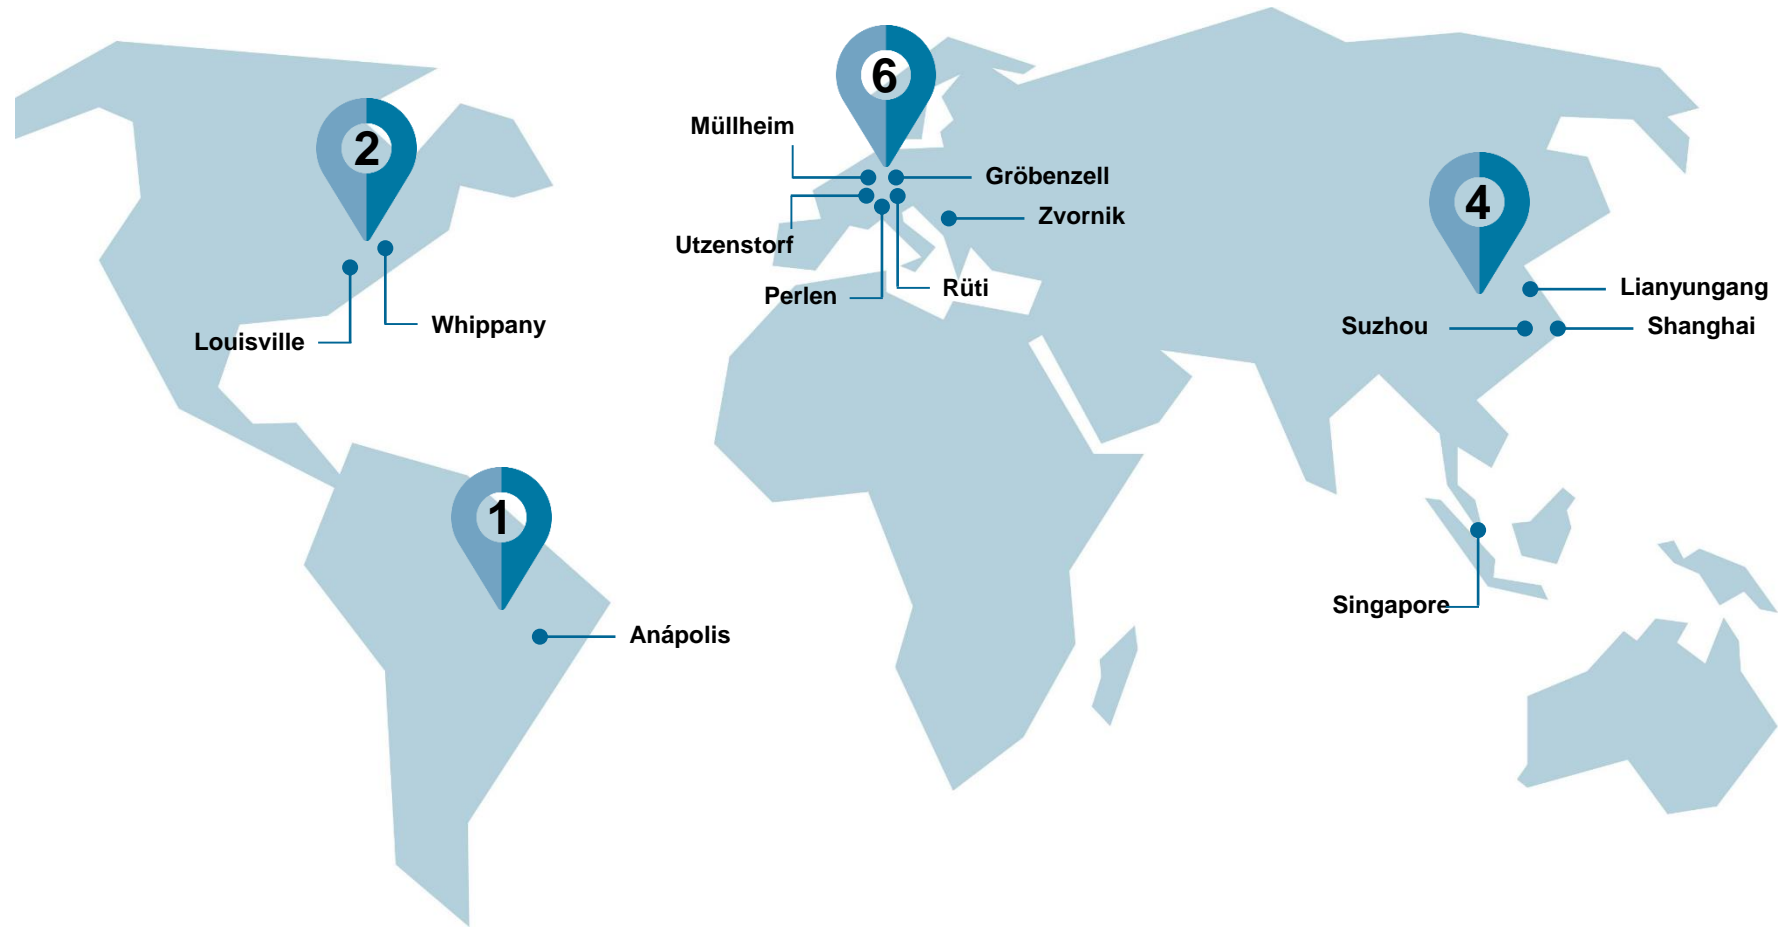 6
Müllheim
2
Gröbenzell
4
Zvornik
Utzenstorf
Perlen
Rüti
Lianyungang
Whippany
Suzhou
Shanghai
Louisville
1
Singapore
Anápolis